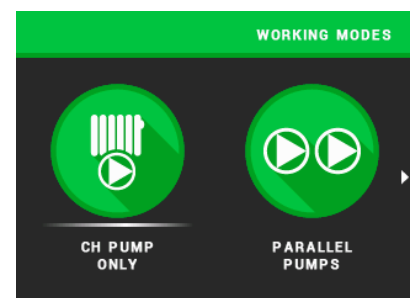 WORKING MODES
CH PUMP
ONLY
PARALLEL
PUMPS